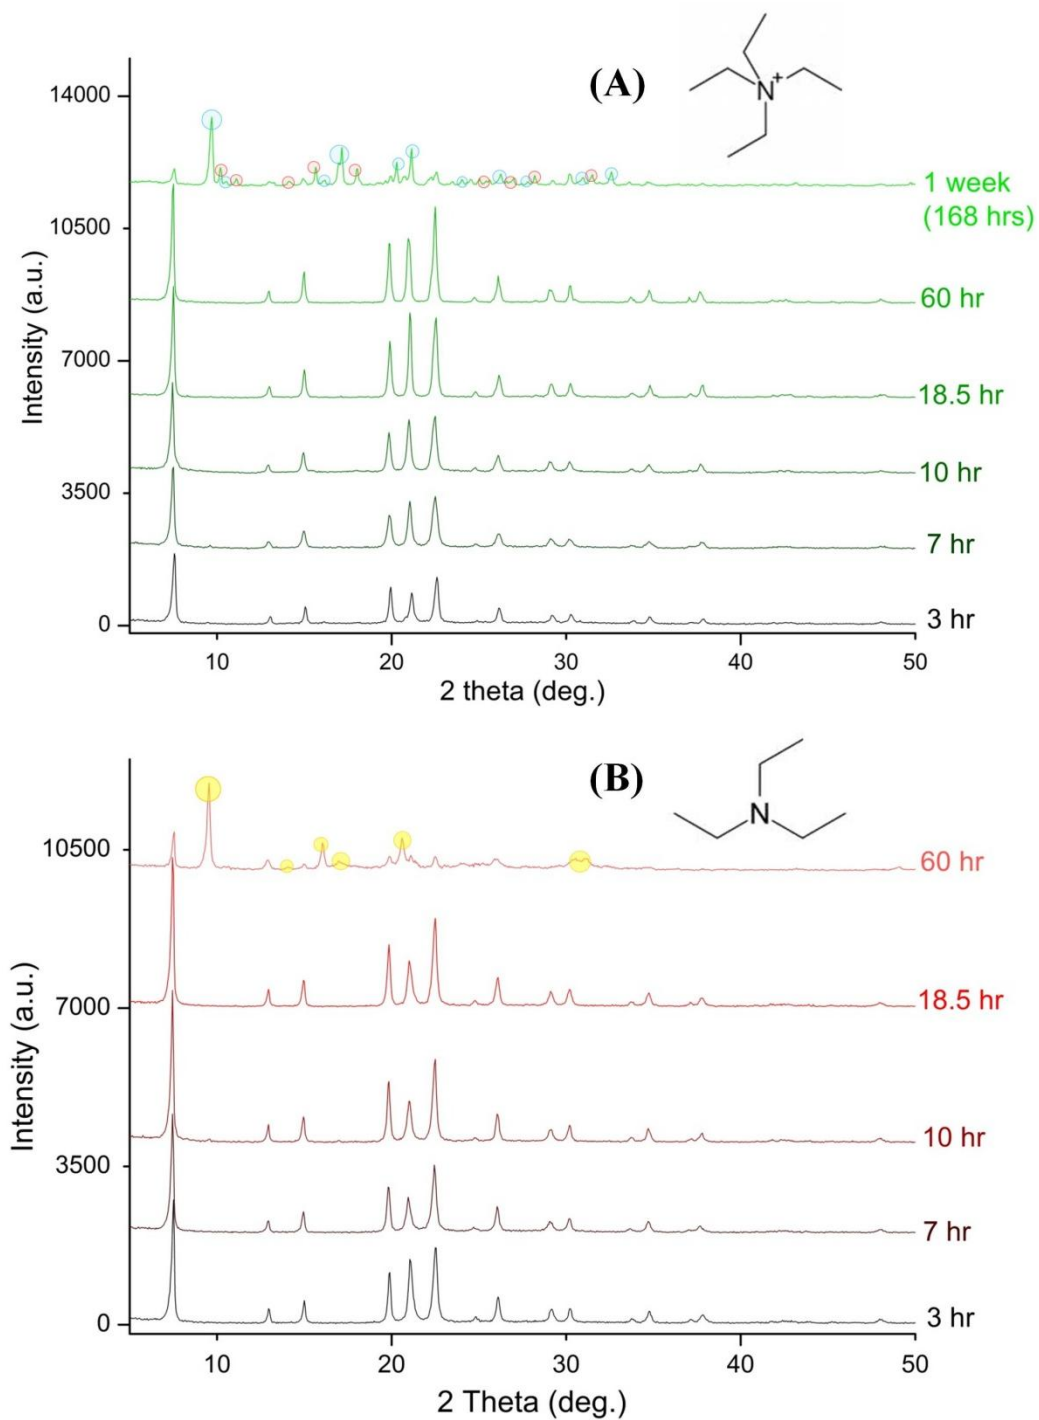 (A)
N+
14000
10500
7000
3500
0
Intensity (a.u.)
1 week
(168 hrs)
60 hr
18.5 hr
10 hr
7 hr
3 hr
10 20 30 40 50
2 theta (deg.)
(B)
N
10500
7000
3500
0
Intensity (a.u.)
60 hr
18.5 hr
10 hr
7 hr
3 hr
10 20 30 40 50
2 Theta (deg.)